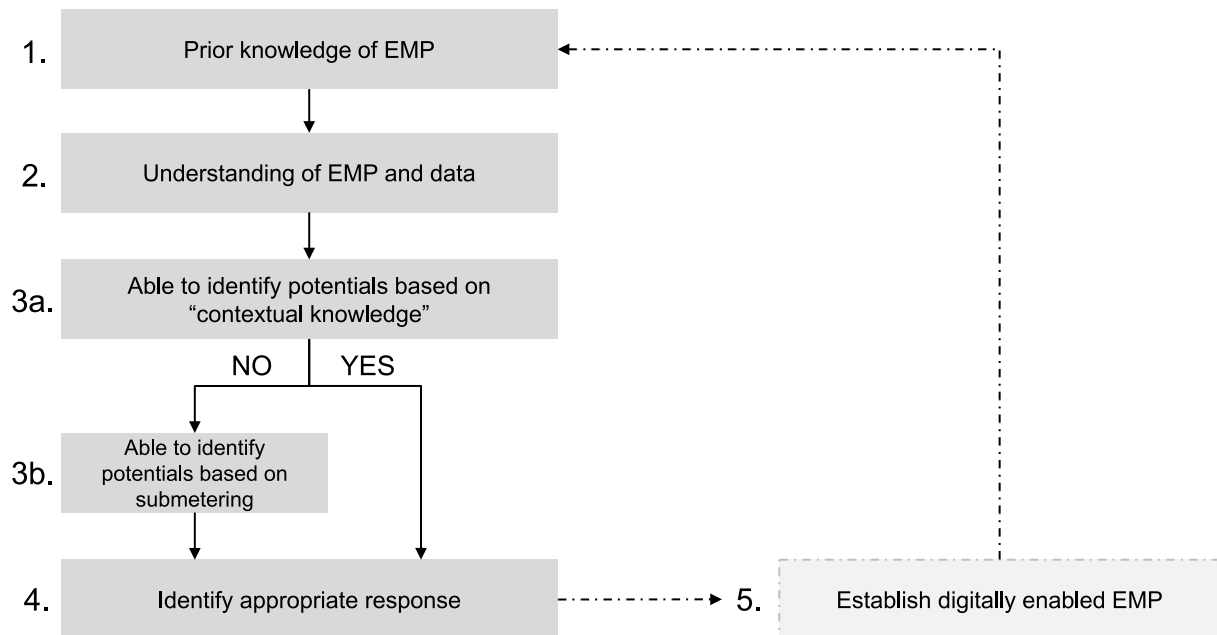 1.
Prior knowledge of EMP
2.
Understanding of EMP and data
3a.
Able to identify potentials based on
“contextual knowledge”
NO
YES
3b.
Able to identify
potentials based on
submetering
4.
Identify appropriate response
5.
Establish digitally enabled EMP